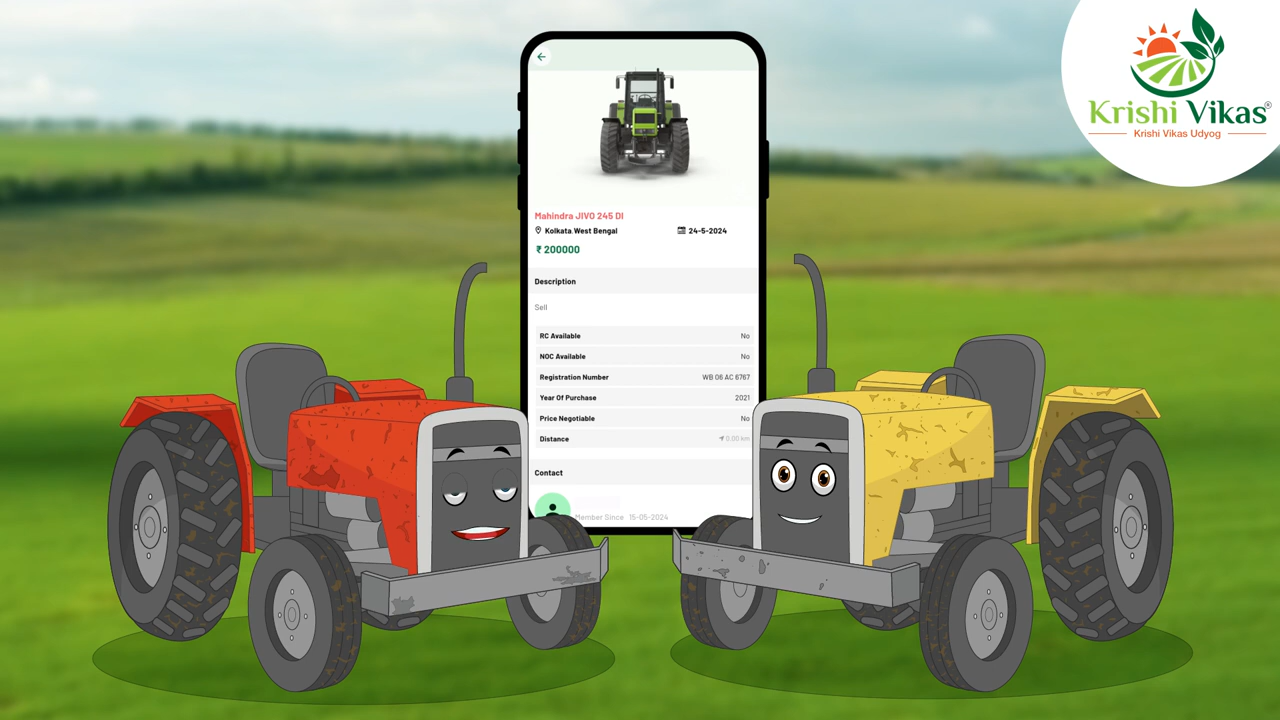 Krishi Vikas®
Krishi Vikas Udyog
Mahindra JIVO 245 DI
Kolkata West Bengal 24-5-2024
₹ 200000
Description
Sell
RC Available No
NOC Available No
Registration Number WB 06 AC 6767
Year Of Purchase 2021
Price Negotiable No
Distance 0.00 km
Contact
Member Since 15-05-2024